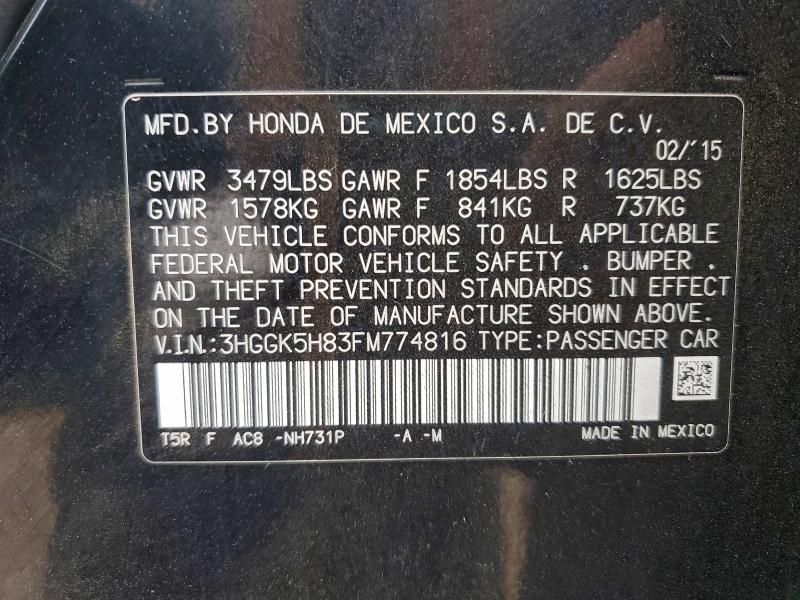 MFD.BY HONDA DE MEXICO S.A. DE C.V.
02/'15
GVWR 3479LBS GAWR F 1854LBS R 1625LBS
GVWR 1578KG GAWR F 841KG R 737KG
THIS VEHICLE CONFORMS TO ALL APPLICABLE
FEDERAL MOTOR VEHICLE SAFETY . BUMPER .
AND THEFT PREVENTION STANDARDS IN EFFECT
ON THE DATE OF MANUFACTURE SHOWN ABOVE.
V.I.N.:3HGGK5H83FM774816 TYPE:PASSENGER CAR
T5R F AC8 -NH731P -A -M MADE IN MEXICO